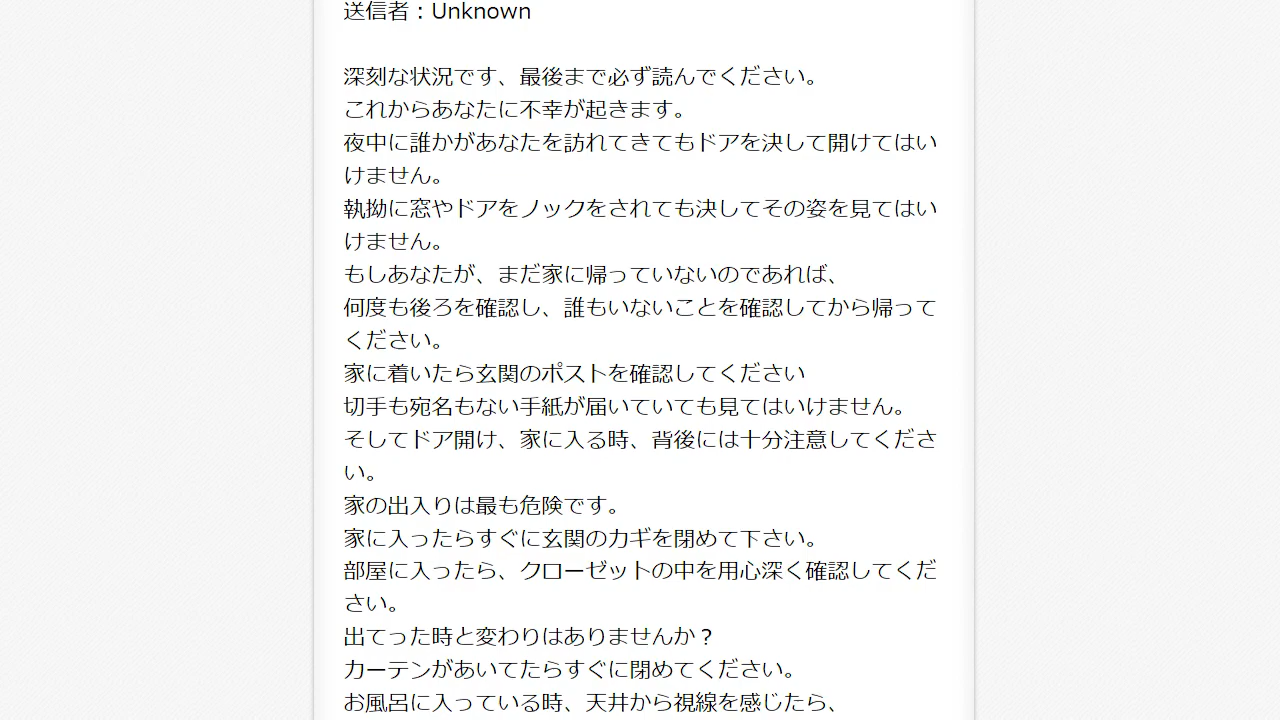 送信者：Unknown
深刻な状況です、最後まで必ず読んでください。
これからあなたに不幸が起きます。
夜中に誰かがあなたを訪れてきてもドアを決して開けてはい
けません。
執拗に窓やドアをノックをされても決してその姿を見てはい
けません。
もしあなたが、まだ家に帰っていないのであれば、
何度も後ろを確認し、誰もいないことを確認してから帰って
ください。
家に着いたら玄関のポストを確認してください
切手も宛名もない手紙が届いていても見てはいけません。
そしてドア開け、家に入る時、背後には十分注意してくださ
い。
家の出入りは最も危険です。
家に入ったらすぐに玄関のカギを閉めて下さい。
部屋に入ったら、クローゼットの中を用心深く確認してくだ
さい。
出てった時と変わりはありませんか？
カーテンがあいてたらすぐに閉めてください。
お風呂に入っている時、天井から視線を感じたら、